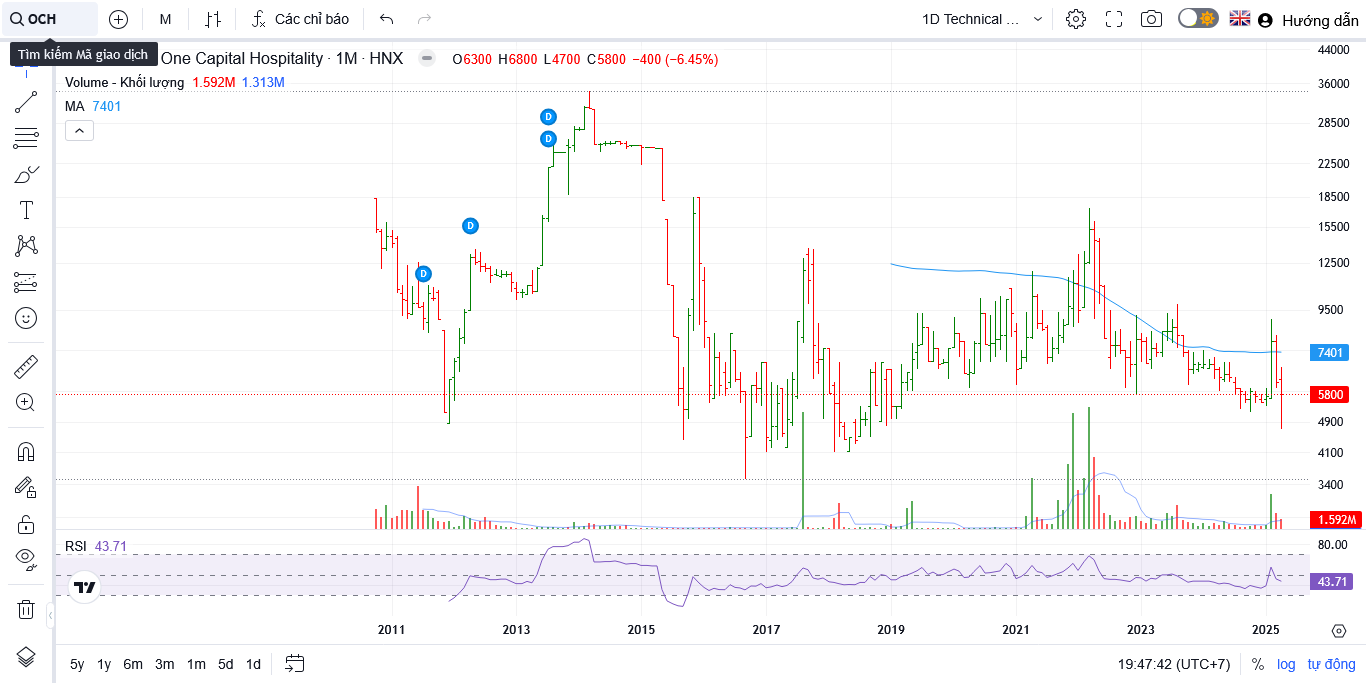 OCH
M
Các chỉ báo
1D Technical ...
Hướng dẫn
Tìm kiếm Mã giao dịch
One Capital Hospitality · 1M · HNX
O6300 H6800 L4700 C5800 −400 (−6.45%)
Volume - Khối lượng 1.592M 1.313M
MA 7401
D
D
D
D
44000
36000
28500
22500
18500
15500
12500
9500
7401
5800
4900
4100
3400
1.592M
RSI 43.71
80.00
43.71
2011
2013
2015
2017
2019
2021
2023
2025
5y 1y 6m 3m 1m 5d 1d
19:47:42 (UTC+7)
%
log
tự động